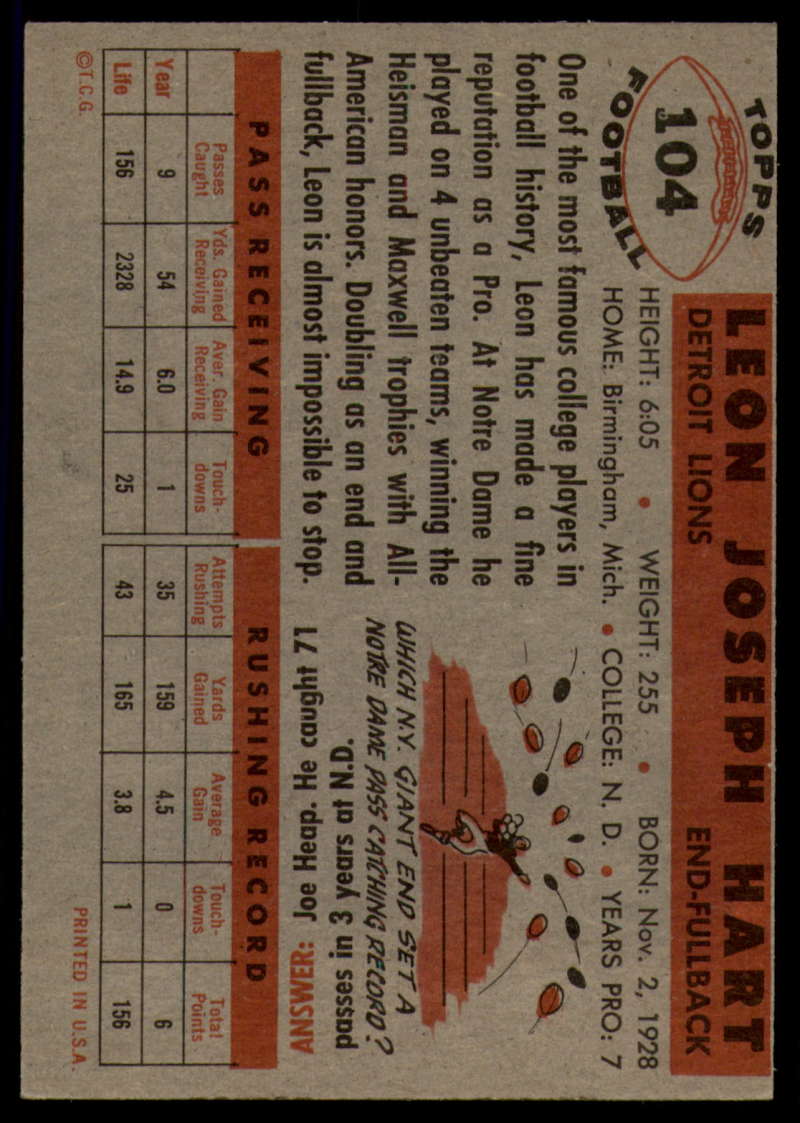 TOPPS
104
FOOTBALL
LEON JOSEPH HART
DETROIT LIONS END-FULLBACK
HEIGHT: 6:05 • WEIGHT: 255 • BORN: Nov. 2, 1928
HOME: Birmingham, Mich. • COLLEGE: N. D. • YEARS PRO: 7
One of the most famous college players in
football history, Leon has made a fine
reputation as a Pro. At Notre Dame he
played on 4 unbeaten teams, winning the
Heisman and Maxwell trophies with All-
American honors. Doubling as an end and
fullback, Leon is almost impossible to stop.
WHICH N.Y. GIANT END SET A
NOTRE DAME PASS CATCHING RECORD?
ANSWER: Joe Heap. He caught 71
passes in 3 years at N.D.
PASS RECEIVING RUSHING RECORD
Passes Caught Yds. Gained Receiving Aver. Gain Receiving Touch-downs Attempts Rushing Yards Gained Average Gain Touch-downs Total Points
Year 9 54 6.0 1 35 159 4.5 0 6
Life 156 2328 14.9 25 43 165 3.8 1 156
©T.C.G. PRINTED IN U.S.A.